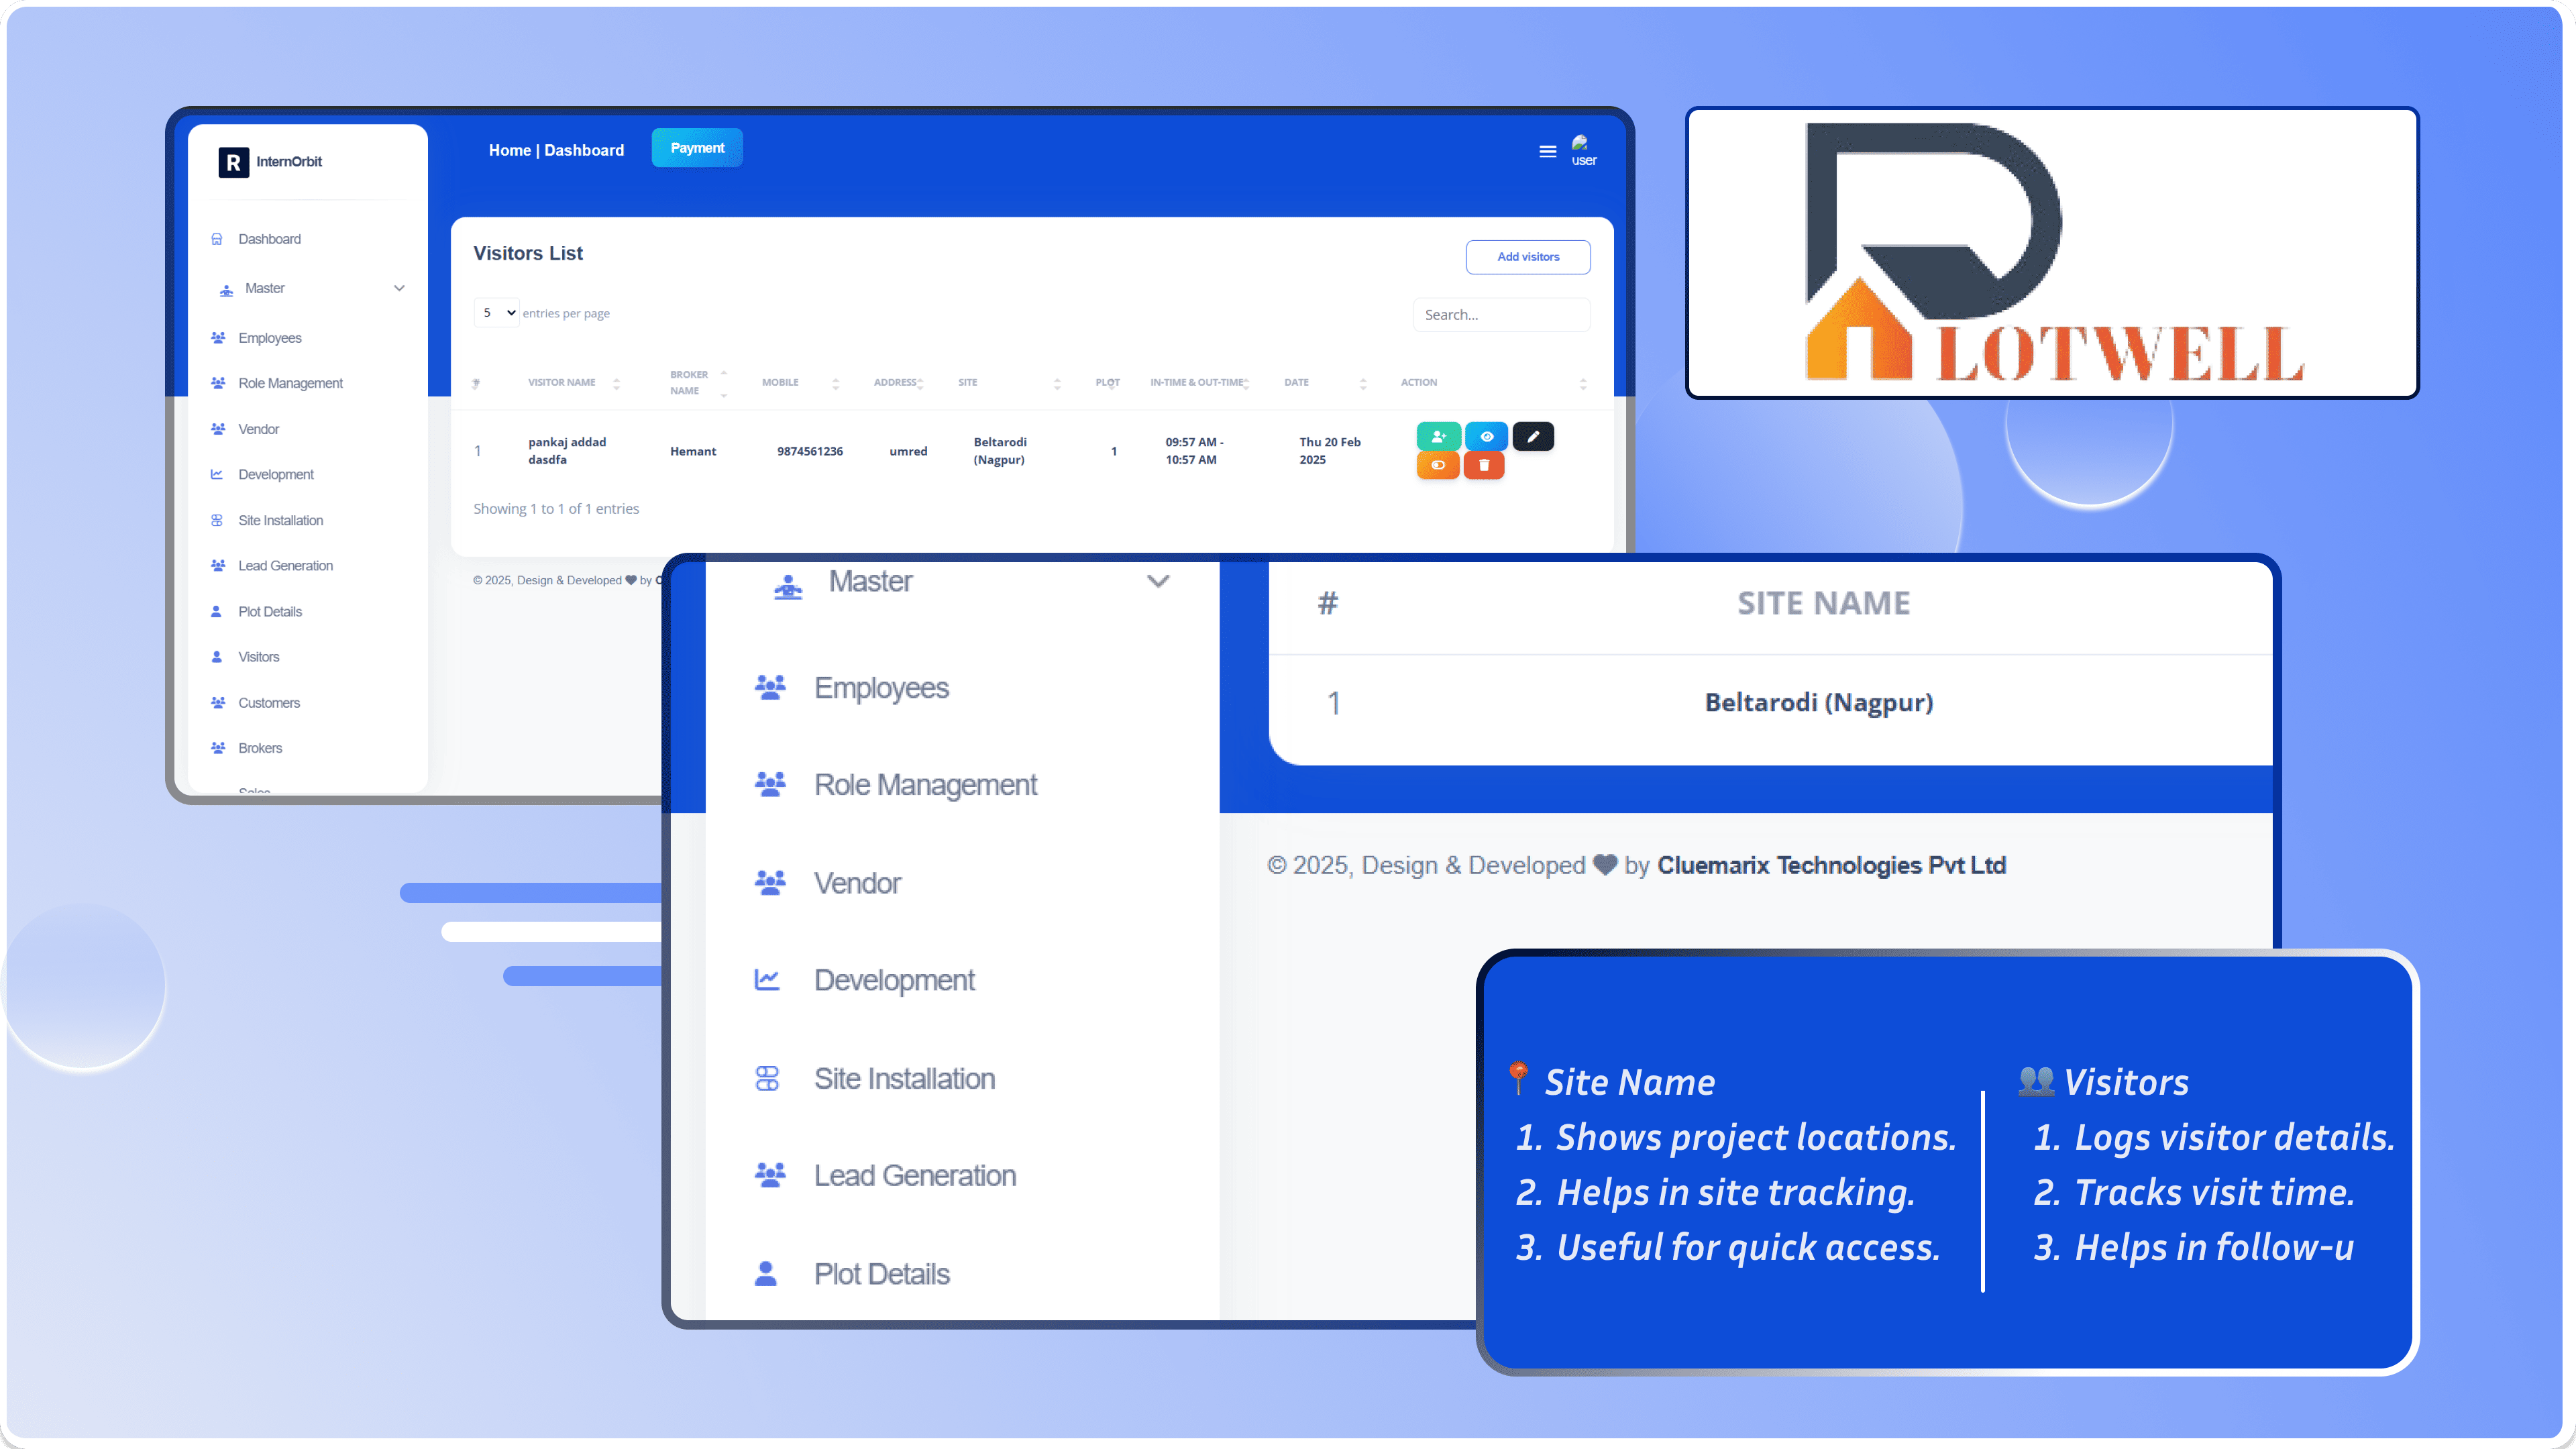 R InternOrbit
Home | Dashboard
Payment
user
Dashboard
Master
Employees
Role Management
Vendor
Development
Site Installation
Lead Generation
Plot Details
Visitors
Customers
Brokers
Visitors List
Add visitors
5 entries per page
Search...
# VISITOR NAME BROKER NAME MOBILE ADDRESS SITE PLOT IN-TIME & OUT-TIME DATE ACTION
1 pankaj addad dasdfa Hemant 9874561236 umred Beltarodi (Nagpur) 1 09:57 AM - 10:57 AM Thu 20 Feb 2025
Showing 1 to 1 of 1 entries
© 2025, Design & Developed by
LOTWELL
Master
Employees
Role Management
Vendor
Development
Site Installation
Lead Generation
Plot Details
# SITE NAME
1 Beltarodi (Nagpur)
© 2025, Design & Developed by Cluemarix Technologies Pvt Ltd
Site Name
1. Shows project locations.
2. Helps in site tracking.
3. Useful for quick access.
Visitors
1. Logs visitor details.
2. Tracks visit time.
3. Helps in follow-u